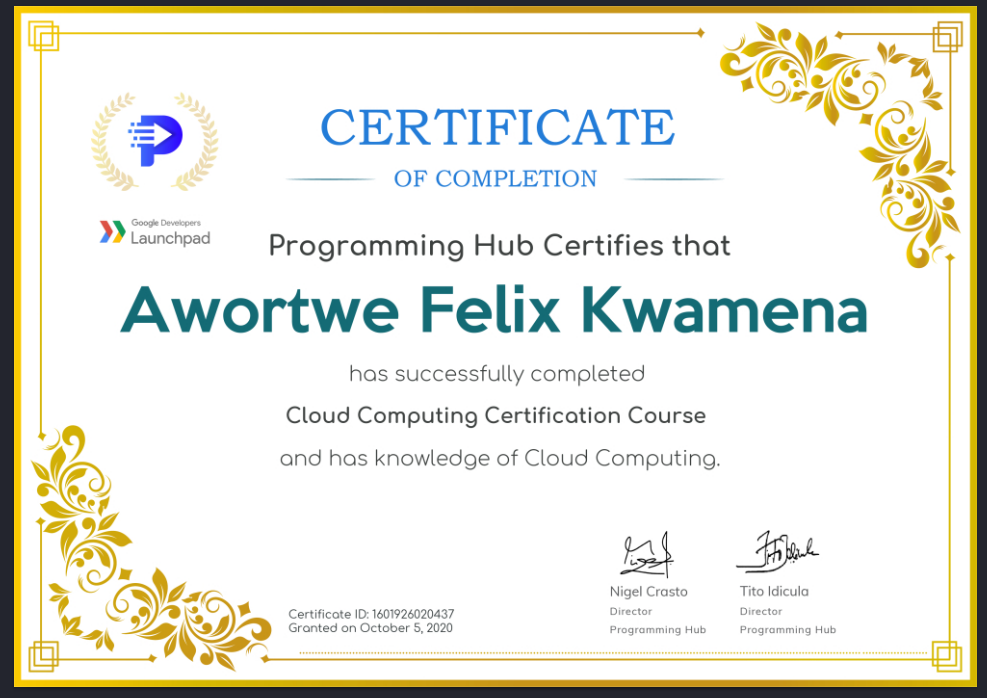 CERTIFICATE
OF COMPLETION
Google Developers
Launchpad
Programming Hub Certifies that
Awortwe Felix Kwamena
has successfully completed
Cloud Computing Certification Course
and has knowledge of Cloud Computing.
Nigel Crasto
Director
Programming Hub
Tito Idicula
Director
Programming Hub
Certificate ID: 1601926020437
Granted on October 5, 2020